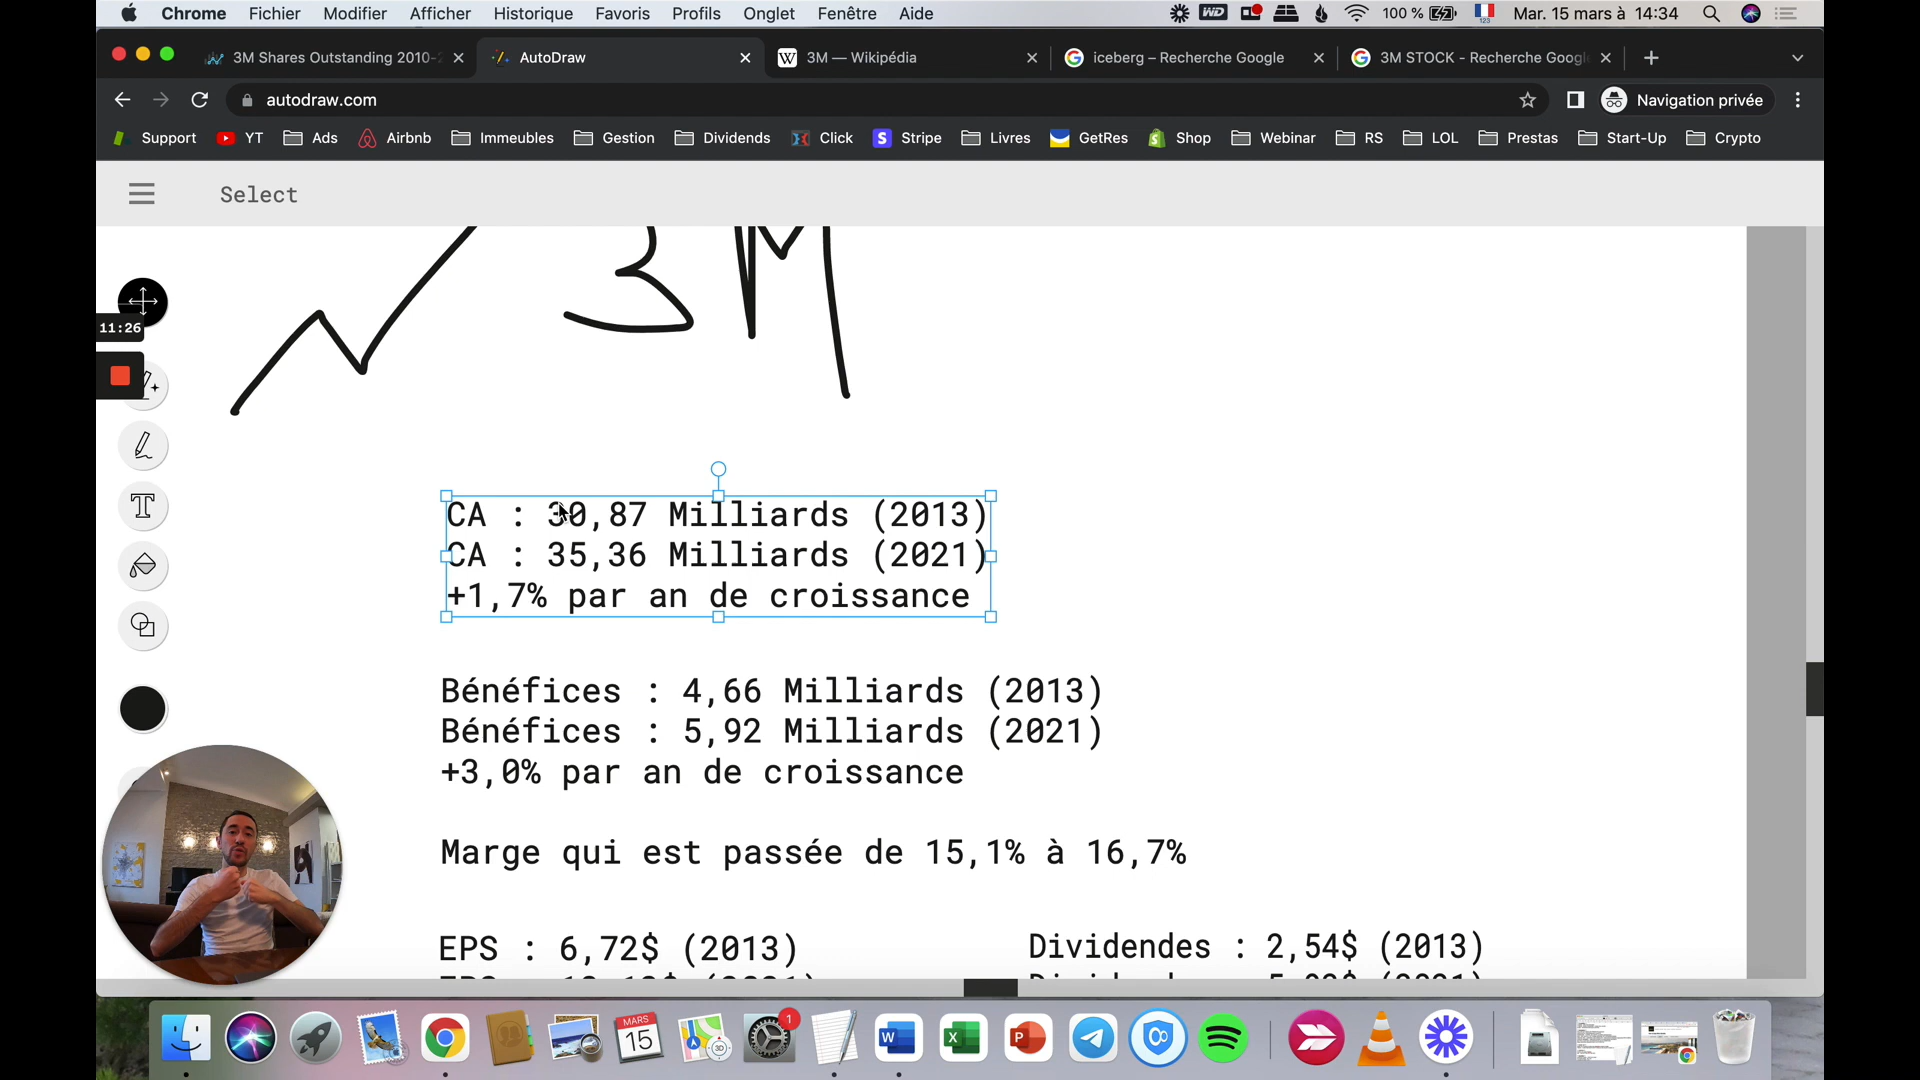 Chrome Fichier Modifier Afficher Historique Favoris Profils Onglet Fenêtre Aide 100 % Mar. 15 mars à 14:34
3M Shares Outstanding 2010-2
AutoDraw
3M — Wikipédia
iceberg – Recherche Google
3M STOCK - Recherche Googl
autodraw.com
Navigation privée
Support YT Ads Airbnb Immeubles Gestion Dividends Click Stripe Livres GetRes Shop Webinar RS LOL Prestas Start-Up Crypto
Select
3M
11:26
CA : 30,87 Milliards (2013)
CA : 35,36 Milliards (2021)
+1,7% par an de croissance
Bénéfices : 4,66 Milliards (2013)
Bénéfices : 5,92 Milliards (2021)
+3,0% par an de croissance
Marge qui est passée de 15,1% à 16,7%
EPS : 6,72$ (2013)
Dividendes : 2,54$ (2013)
MARS
15
1